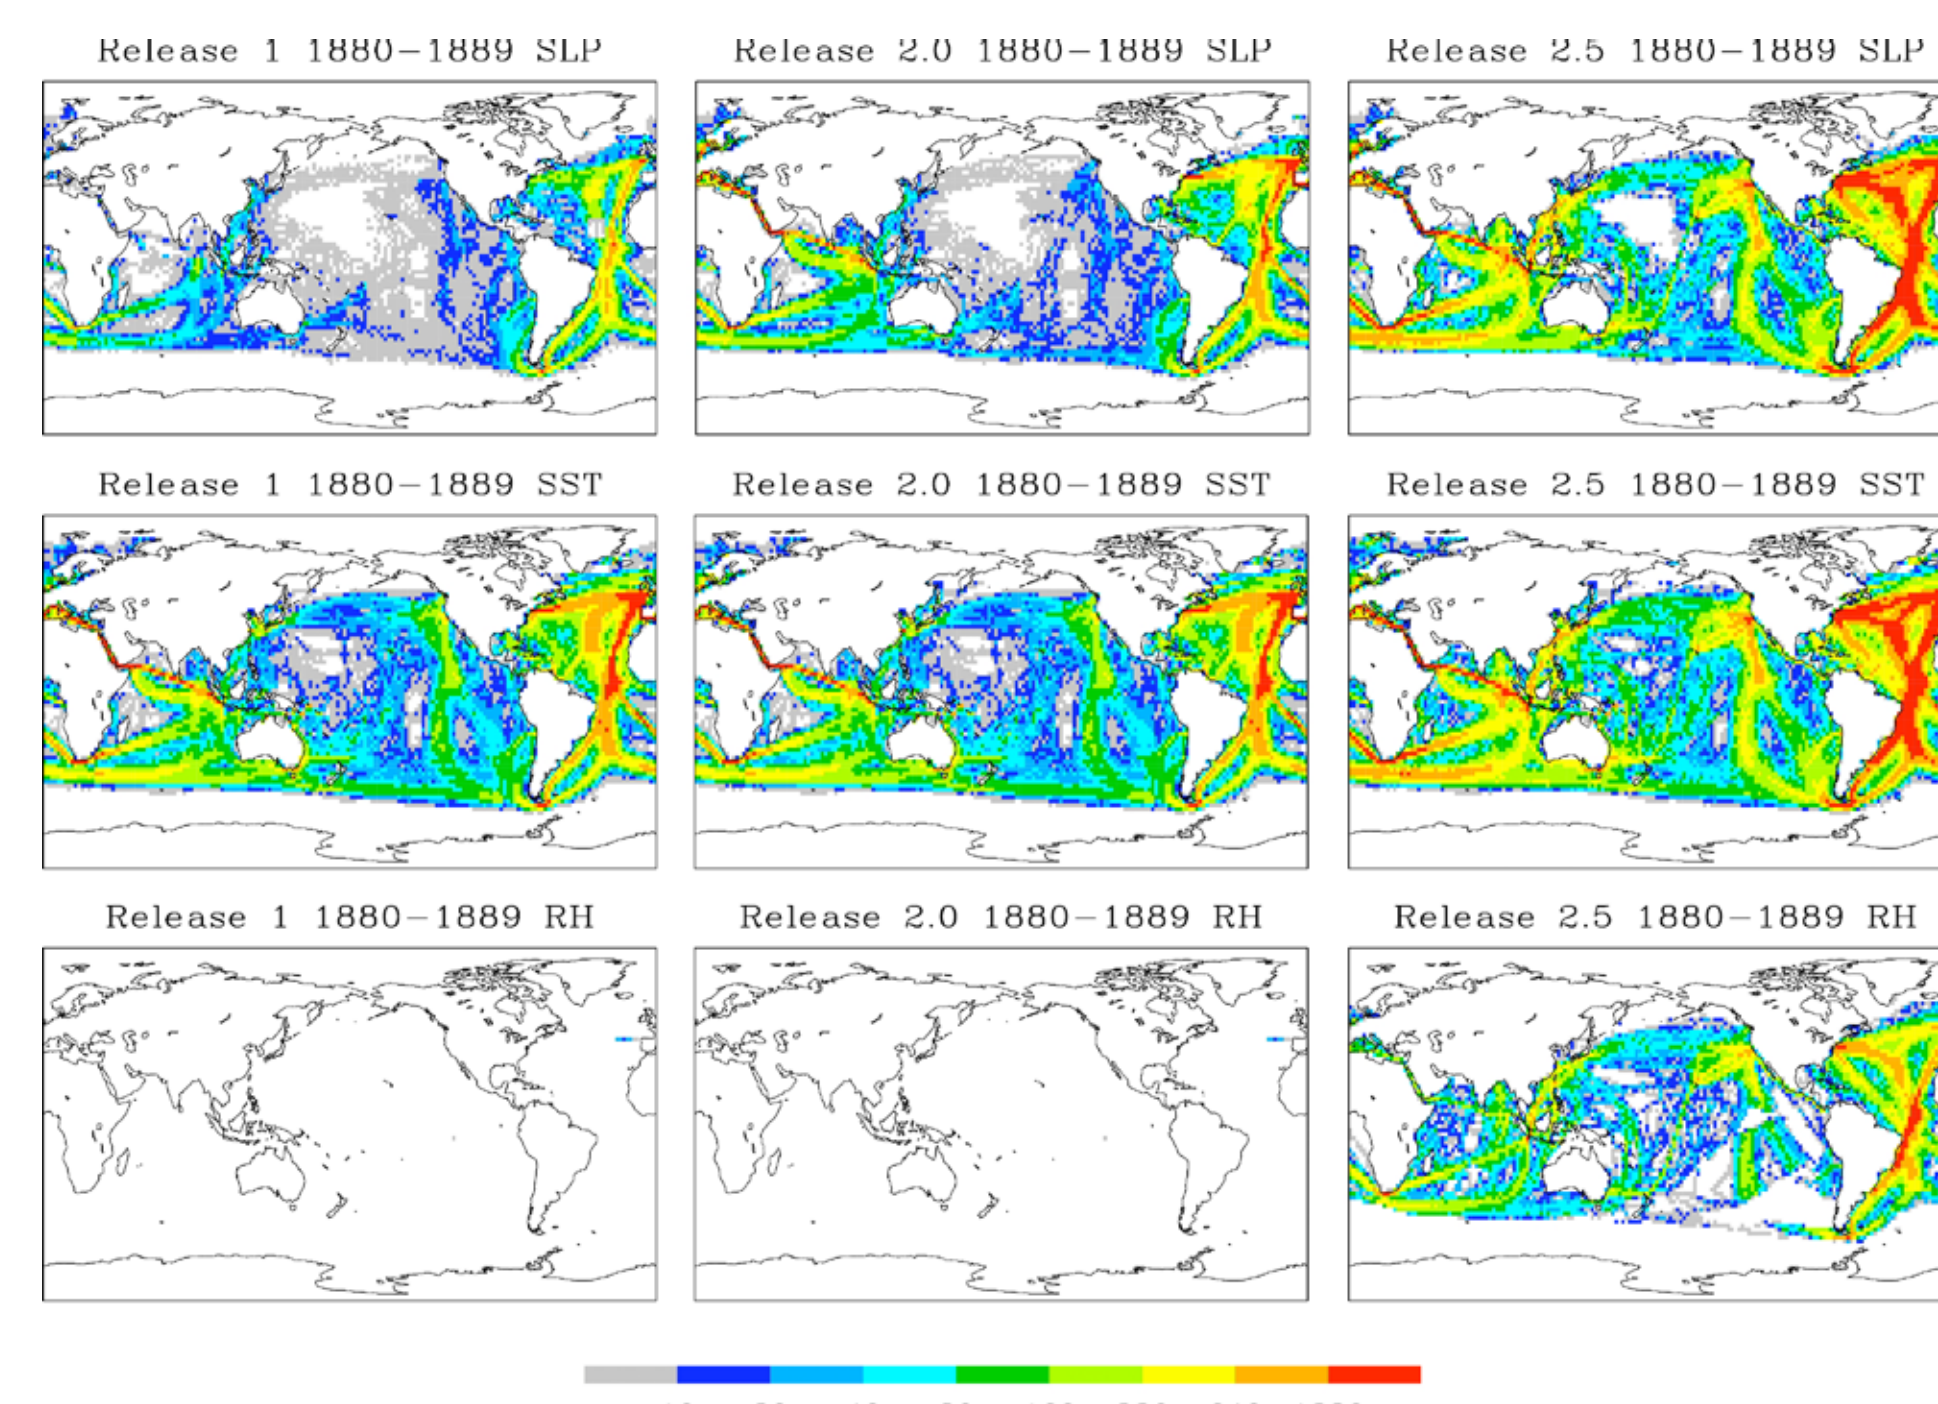 Release 1 1880-1889 SLP
Release 2.0 1880-1889 SLP
Release 2.5 1880-1889 SLP
Release 1 1880-1889 SST
Release 2.0 1880-1889 SST
Release 2.5 1880-1889 SST
Release 1 1880-1889 RH
Release 2.0 1880-1889 RH
Release 2.5 1880-1889 RH